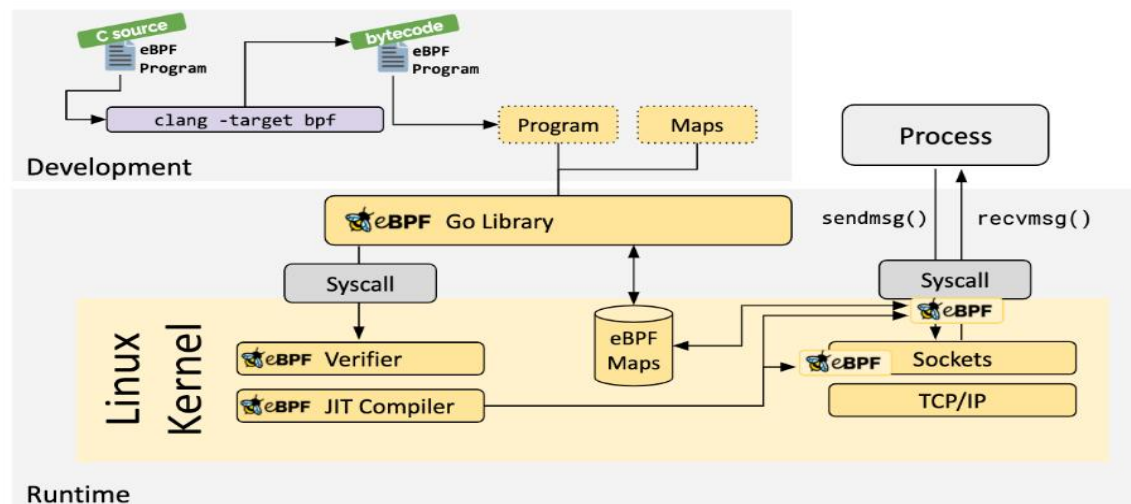 C source
eBPF
Program
bytecode
eBPF
Program
clang -target bpf
Program
Maps
Development
Process
eBPF Go Library
sendmsg()
recvmsg()
Syscall
Syscall
eBPF
Linux
Kernel
eBPF
Maps
eBPF Verifier
eBPF
Sockets
eBPF JIT Compiler
TCP/IP
Runtime